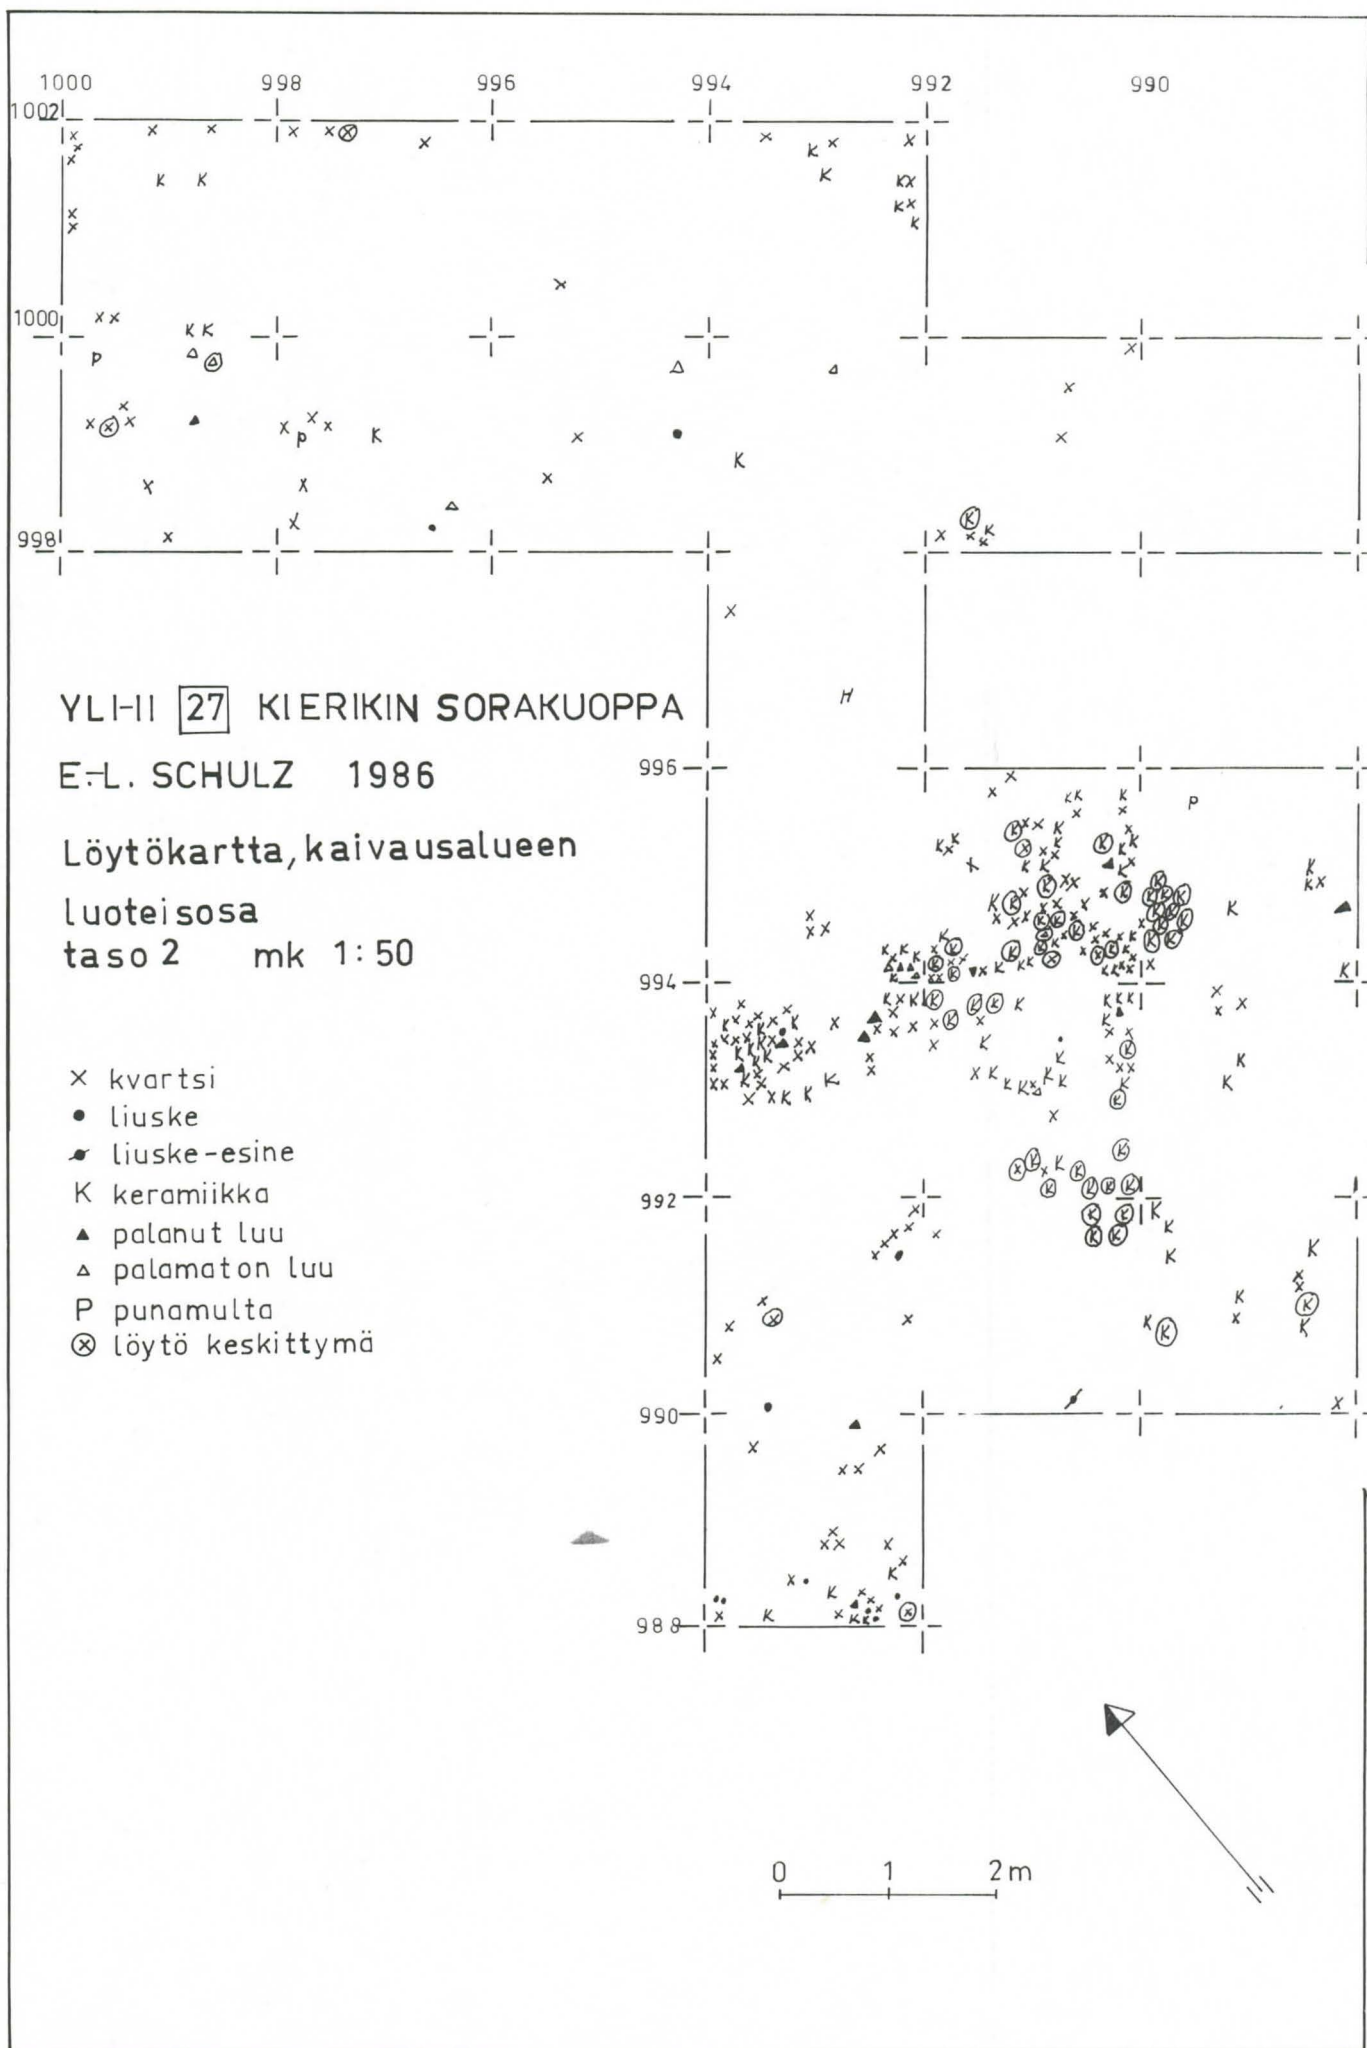 1000 998 996 994 992 990
1002
1000
998
YLI-II 27 KIERIKIN SORAKUOPPA
E.-L. SCHULZ 1986
Löytökartta, kaivausalueen
luoteisosa
taso 2 mk 1:50
x kvartsi
liuske
liuske-esine
K keramiikka
palanut luu
palamaton luu
P punamulta
löytö keskittymä
996
994
992
990
988
0 1 2m